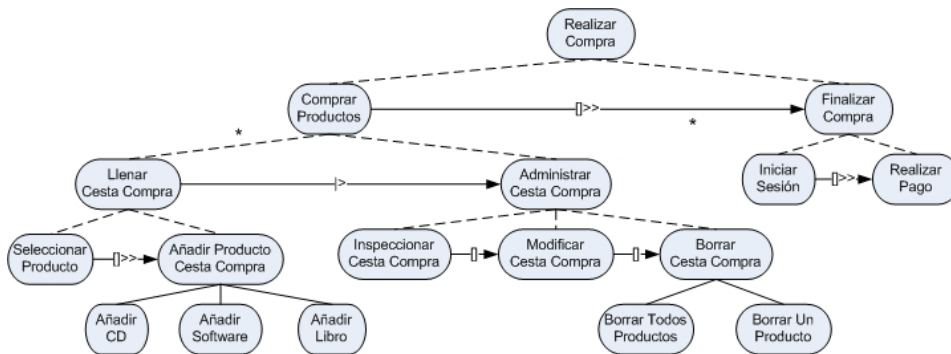 Realizar
Compra
Comprar
Productos
[]>>
Finalizar
Compra
*
*
Llenar
Cesta Compra
|>
Administrar
Cesta Compra
Iniciar
Sesión
[]>>
Realizar
Pago
Seleccionar
Producto
[]>>
Añadir Producto
Cesta Compra
Inspeccionar
Cesta Compra
[]
Modificar
Cesta Compra
[]
Borrar
Cesta Compra
Añadir
CD
Añadir
Software
Añadir
Libro
Borrar Todos
Productos
Borrar Un
Producto